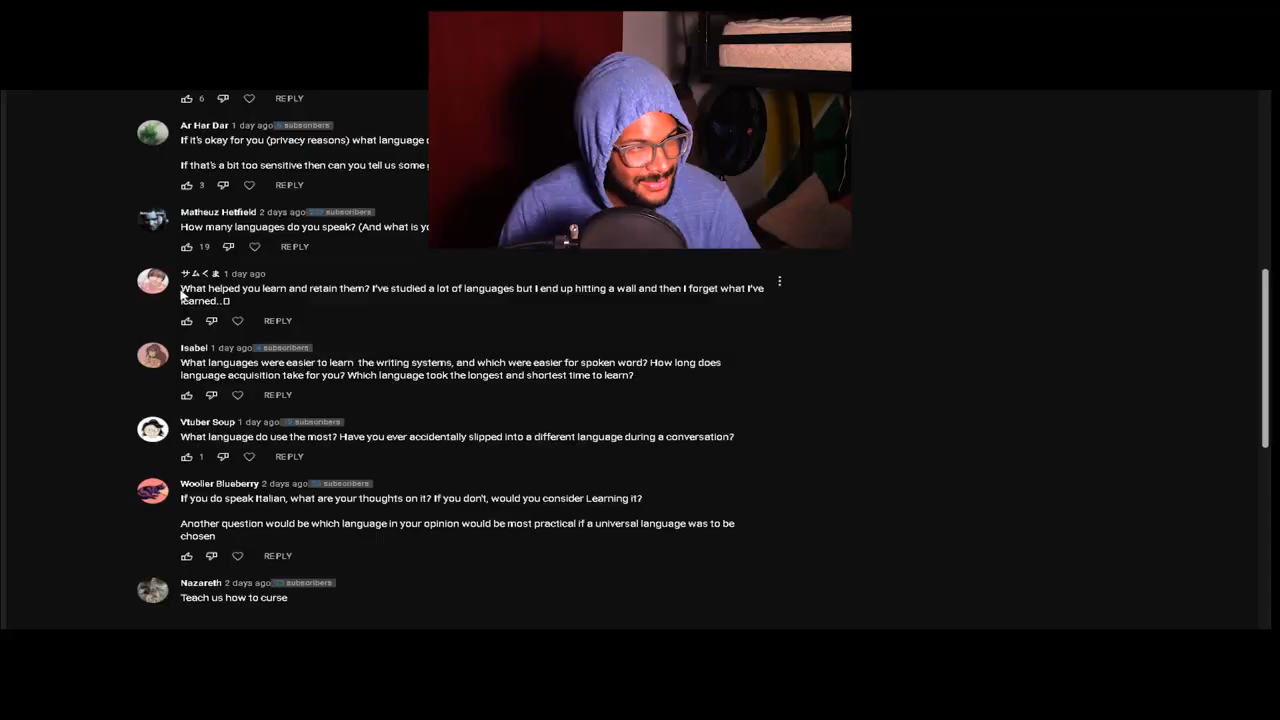 6 REPLY
Ar Har Dar 1 day ago subscribers
If it's okay for you (privacy reasons) what language
If that's a bit too sensitive then can you tell us some
3 REPLY
Matheuz Hetfield 2 days ago subscribers
How many languages do you speak? (And what is
19 REPLY
サムくま 1 day ago
What helped you learn and retain them? I've studied a lot of languages but I end up hitting a wall and then I forget what I've
learned..
REPLY
Isabel 1 day ago subscribers
What languages were easier to learn the writing systems, and which were easier for spoken word? How long does
language acquisition take for you? Which language took the longest and shortest time to learn?
REPLY
Vtuber Soup 1 day ago subscribers
What language do use the most? Have you ever accidentally slipped into a different language during a conversation?
1 REPLY
Woolier Blueberry 2 days ago subscribers
If you do speak Italian, what are your thoughts on it? If you don't, would you consider Learning it?
Another question would be which language in your opinion would be most practical if a universal language was to be
chosen
REPLY
Nazareth 2 days ago subscribers
Teach us how to curse